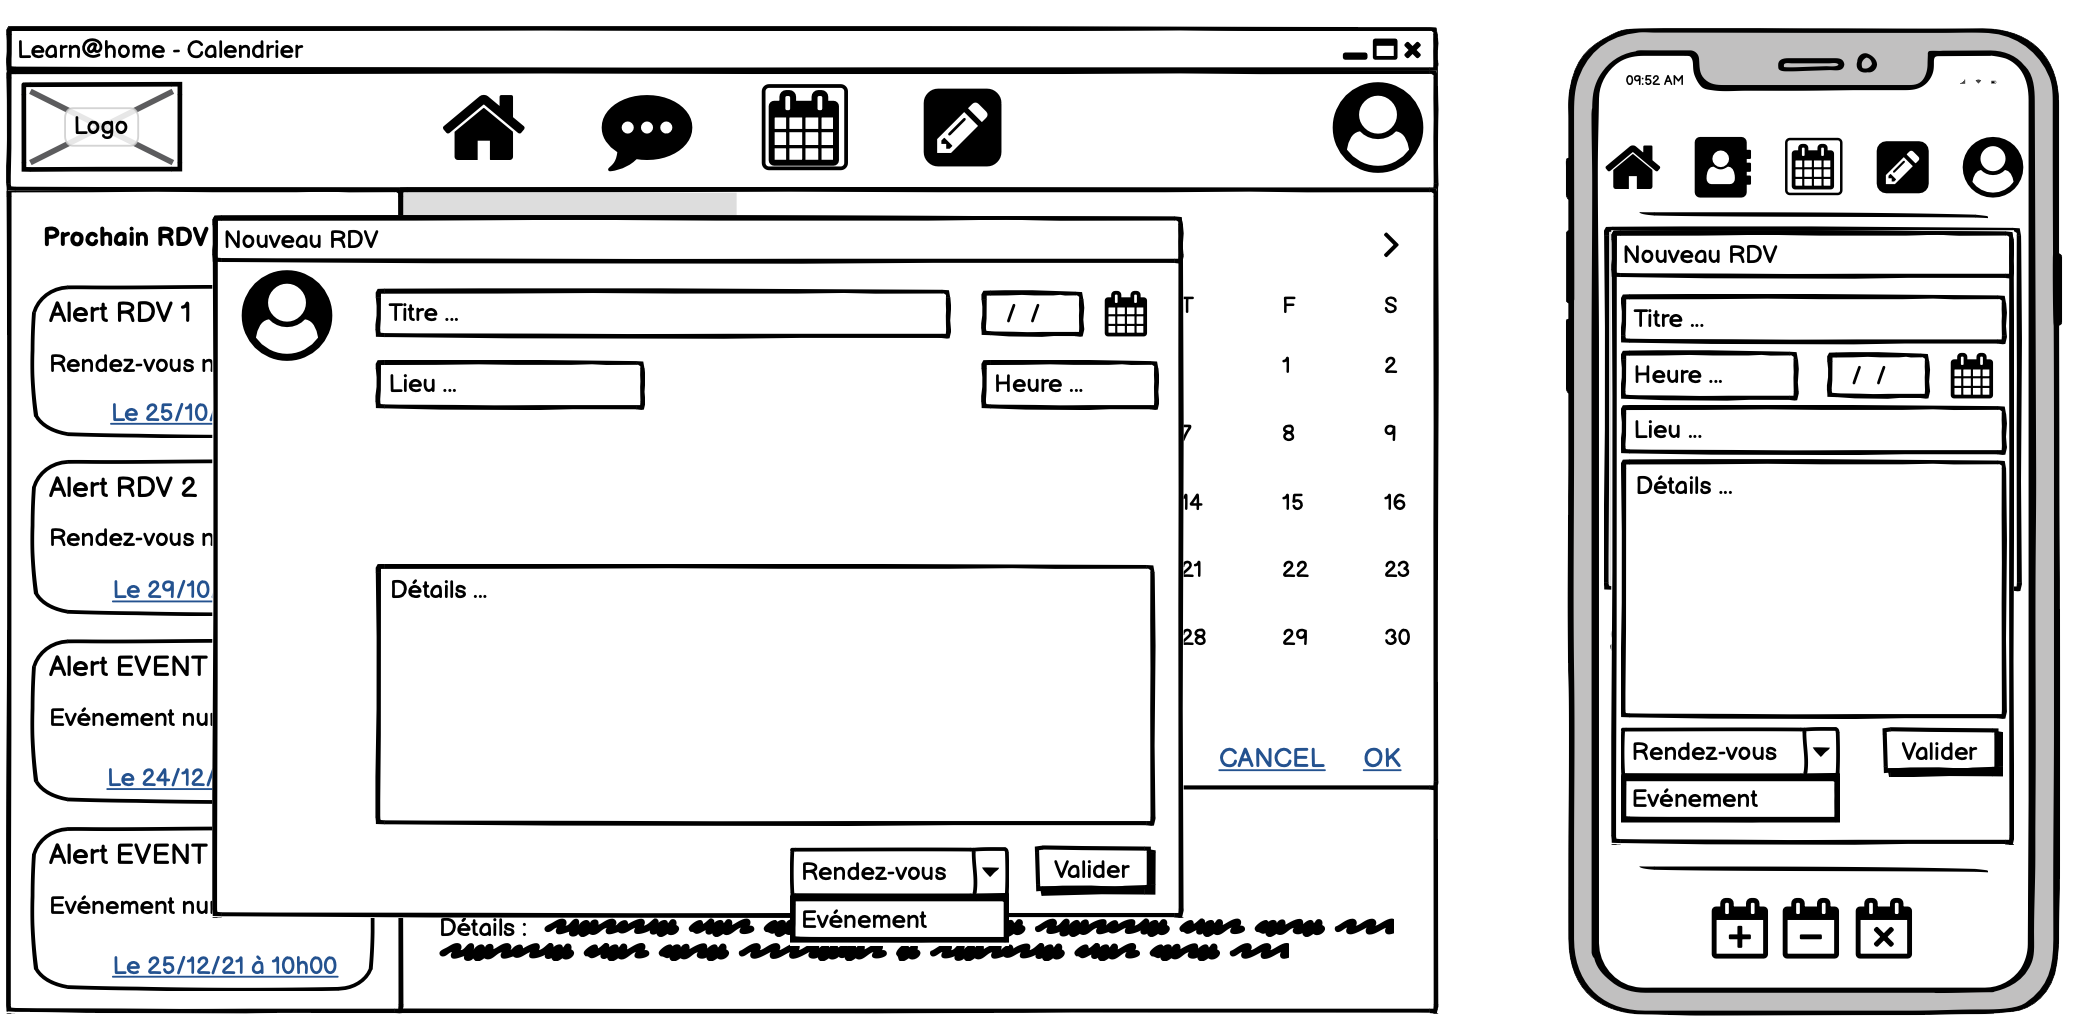 Learn@home - Calendrier
Logo
Prochain RDV
Alert RDV 1
Rendez-vous n
Le 25/10/
Alert RDV 2
Rendez-vous n
Le 29/10
Alert EVENT
Evénement nu
Le 24/12/
Alert EVENT
Evénement nu
Le 25/12/21 à 10h00
Nouveau RDV
Titre ...
/ /
Lieu ...
Heure ...
Détails ...
Rendez-vous
Valider
Evénement
T F S
1 2
7 8 9
14 15 16
21 22 23
28 29 30
CANCEL OK
Détails :
09:52 AM
Nouveau RDV
Titre ...
Heure ...
/ /
Lieu ...
Détails ...
Rendez-vous
Valider
Evénement